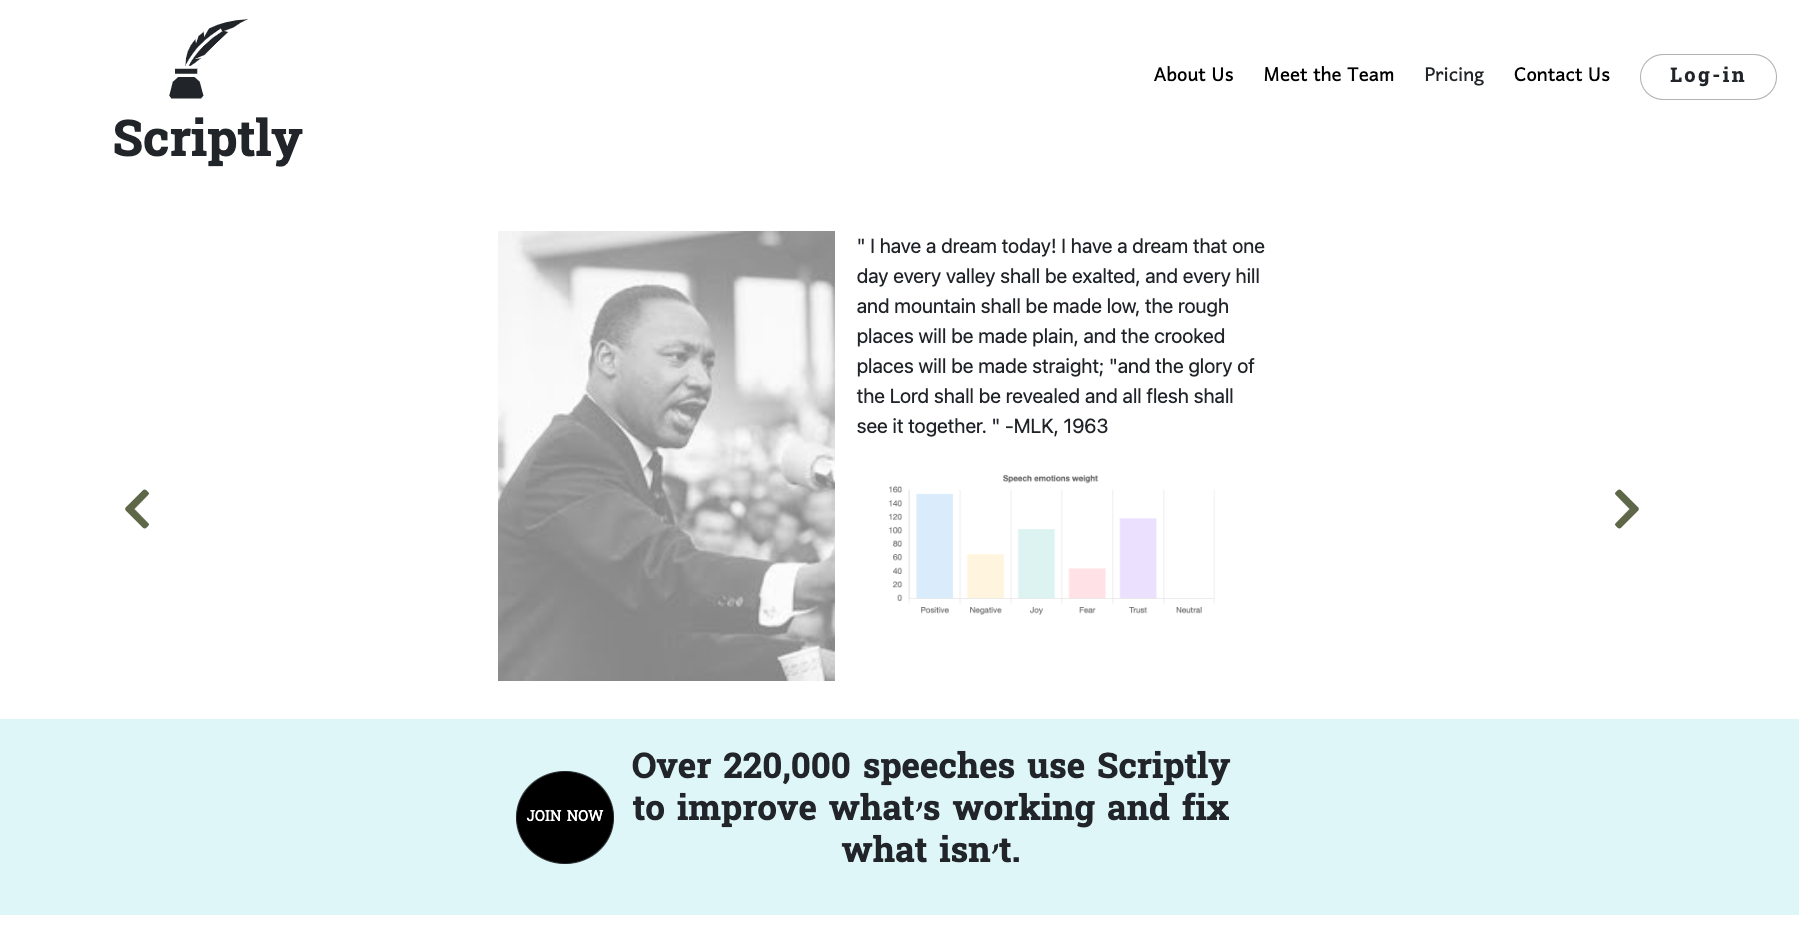 Scriptly
About Us
Meet the Team
Pricing
Contact Us
Log-in
" I have a dream today! I have a dream that one
day every valley shall be exalted, and every hill
and mountain shall be made low, the rough
places will be made plain, and the crooked
places will be made straight; "and the glory of
the Lord shall be revealed and all flesh shall
see it together. " -MLK, 1963
Speech emotions weight
160
140
120
100
80
60
40
20
0
Positive Negative Joy Fear Trust Neutral
JOIN NOW
Over 220,000 speeches use Scriptly
to improve what's working and fix
what isn't.